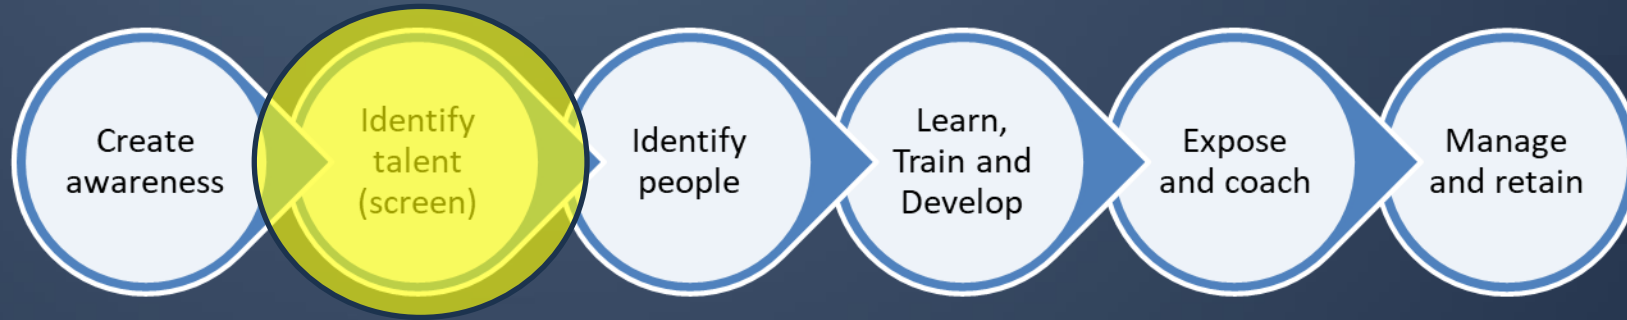 Create
awareness
Identify
talent
(screen)
Identify
people
Learn,
Train and
Develop
Expose
and coach
Manage
and retain